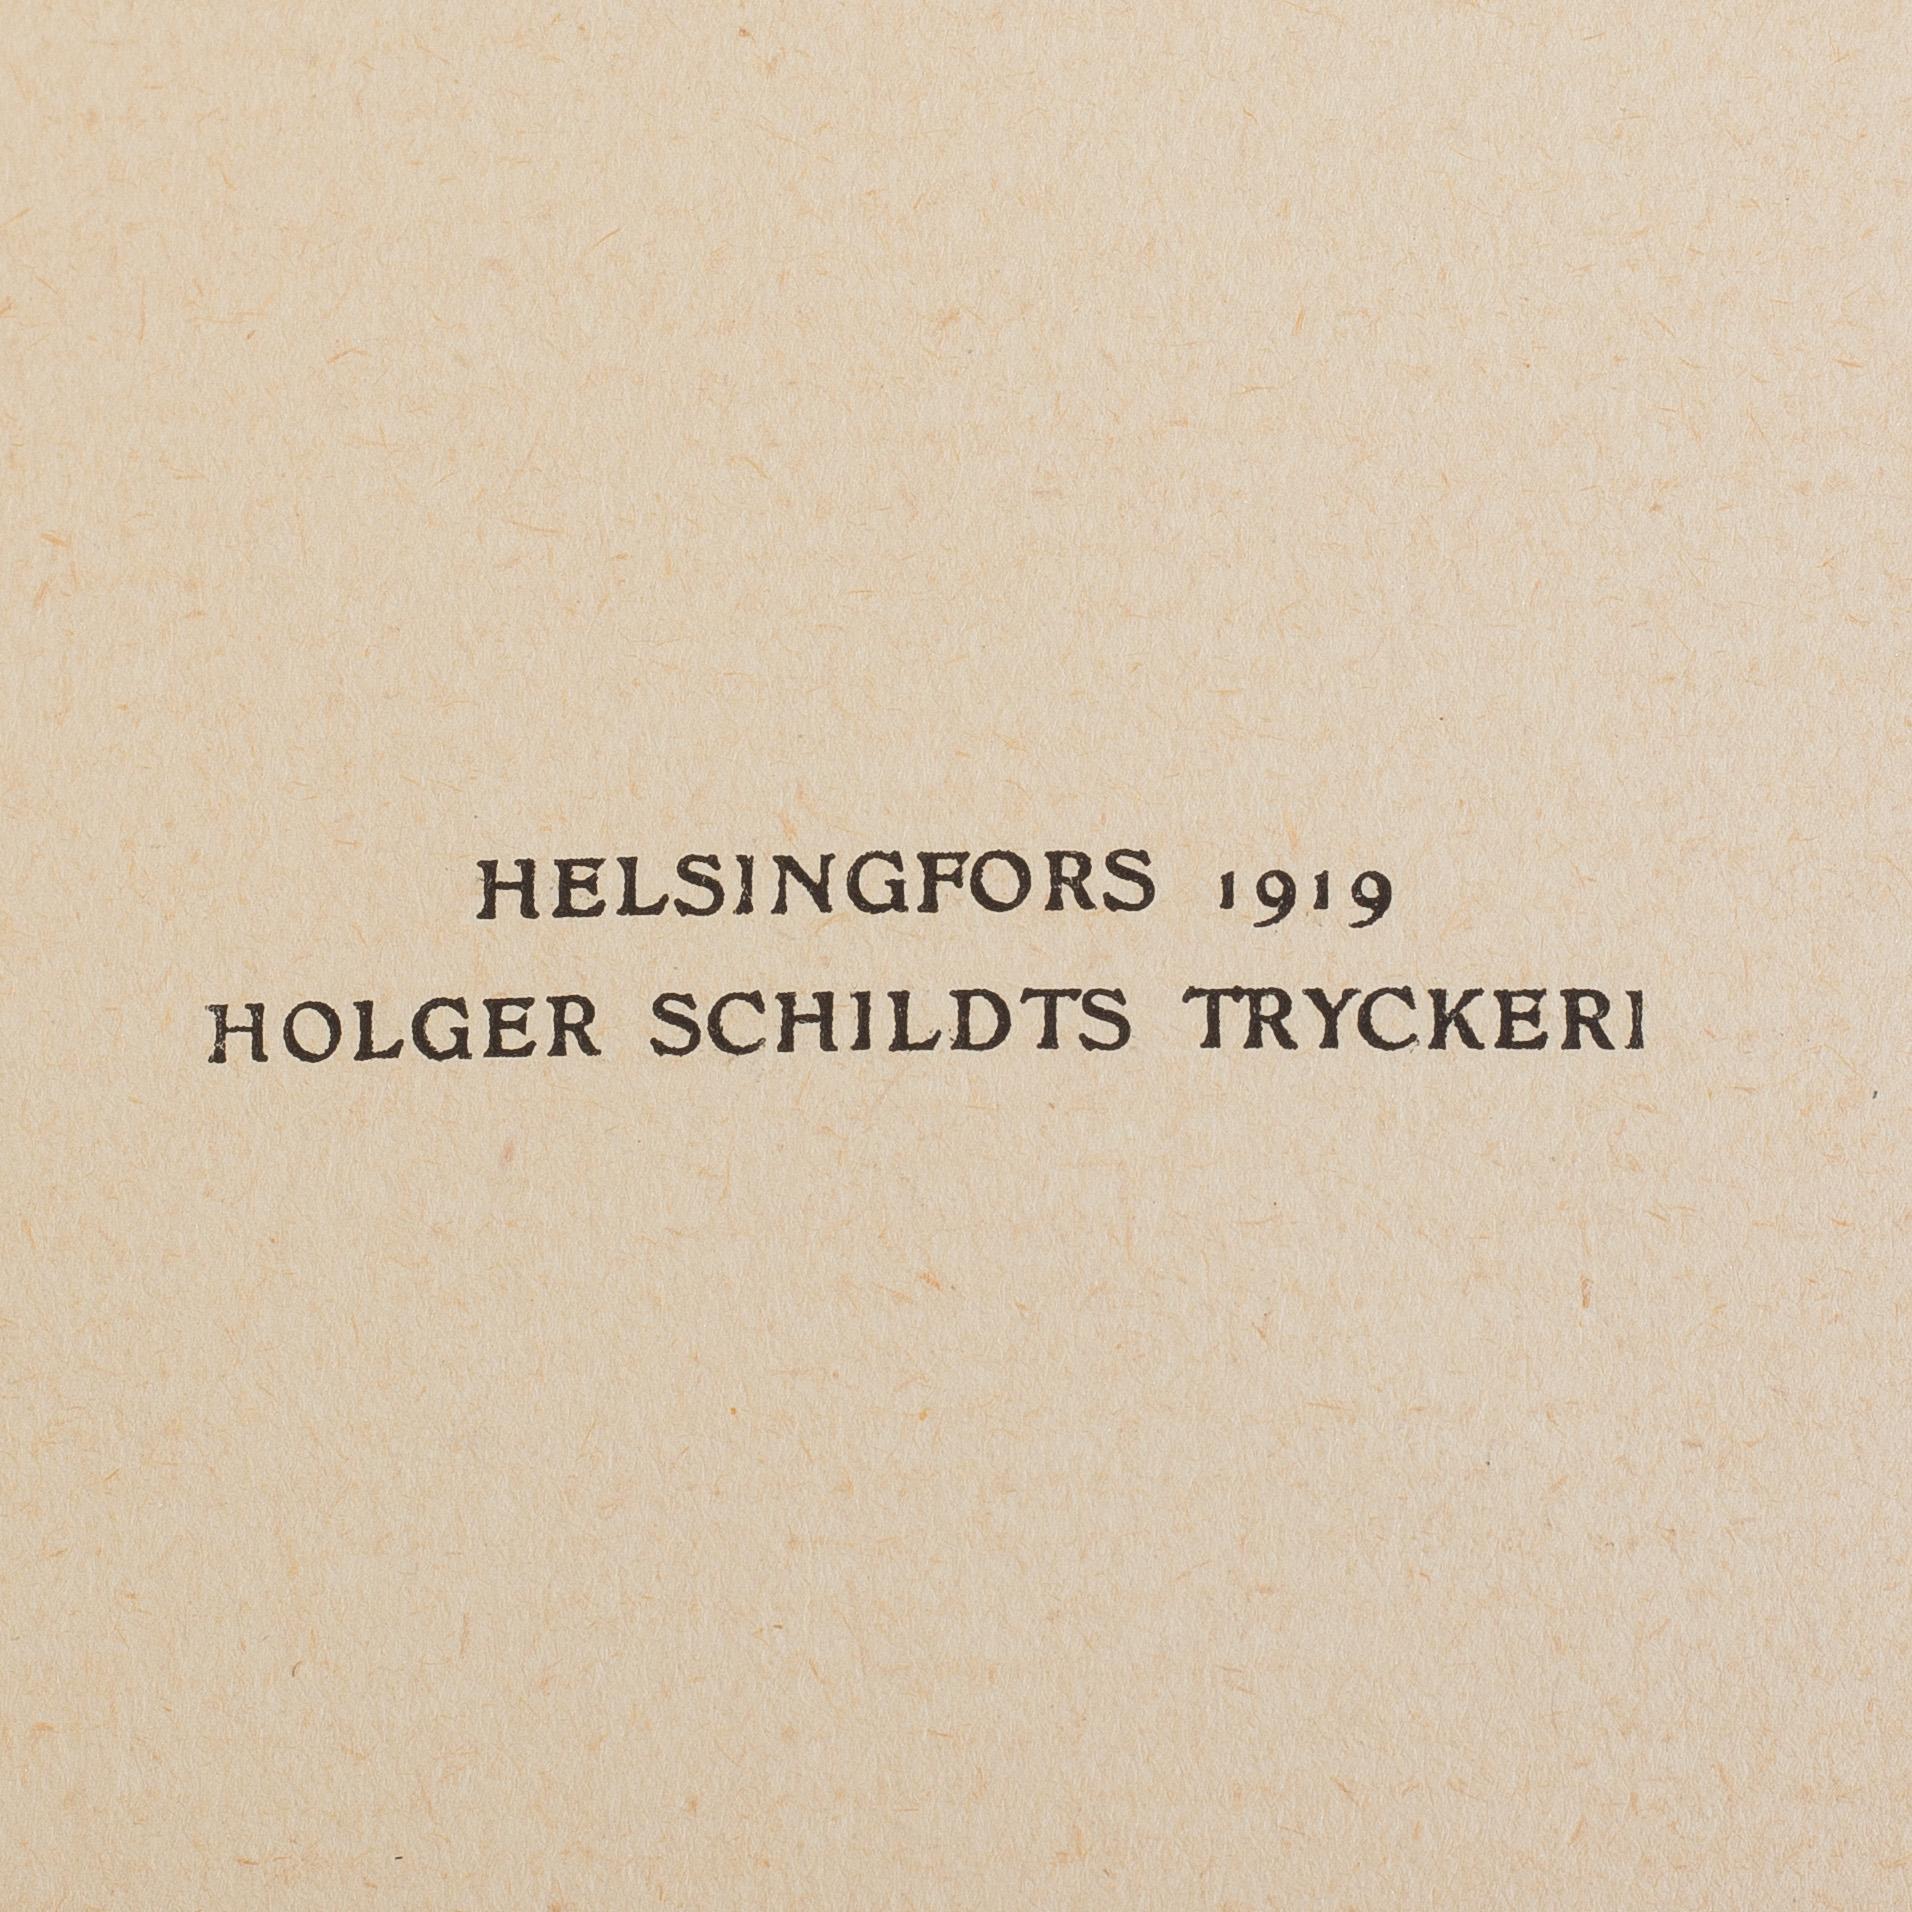 HELSINGFORS 1919
HOLGER SCHILDTS TRYCKERI